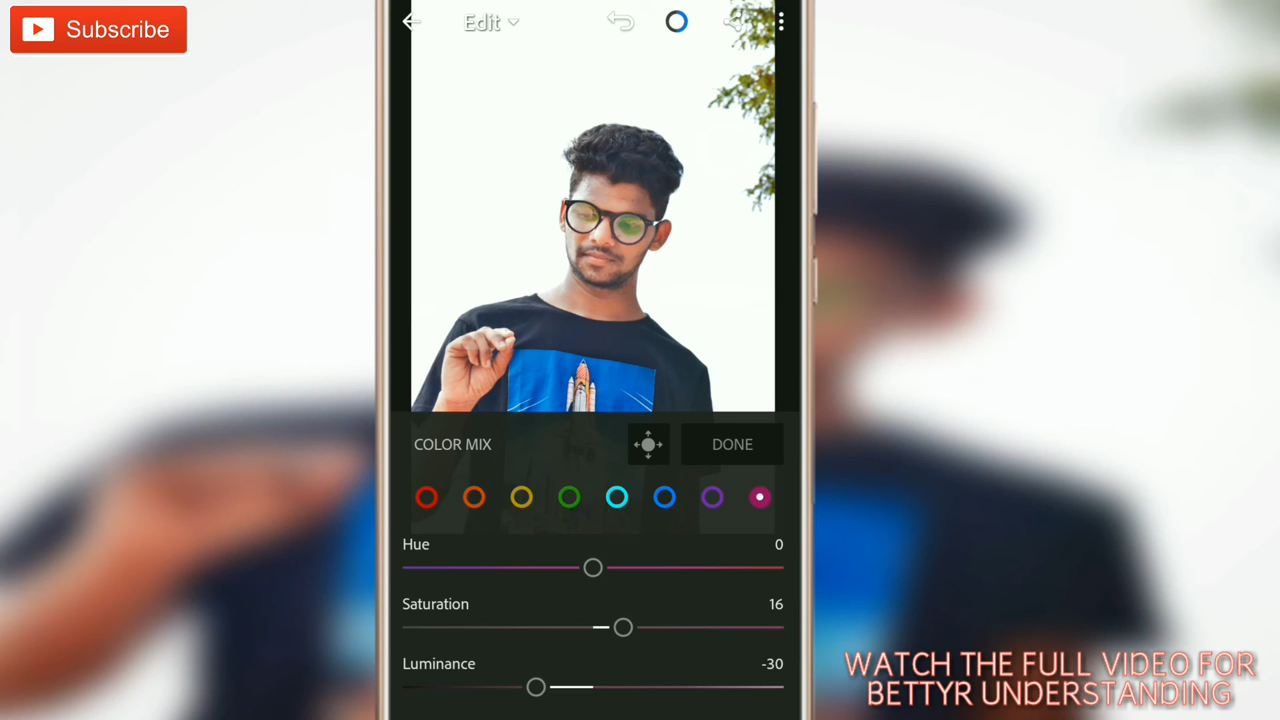 Subscribe
Edit
COLOR MIX
DONE
Hue 0
Saturation 16
Luminance -30
WATCH THE FULL VIDEO FOR
BETTYR UNDERSTANDING